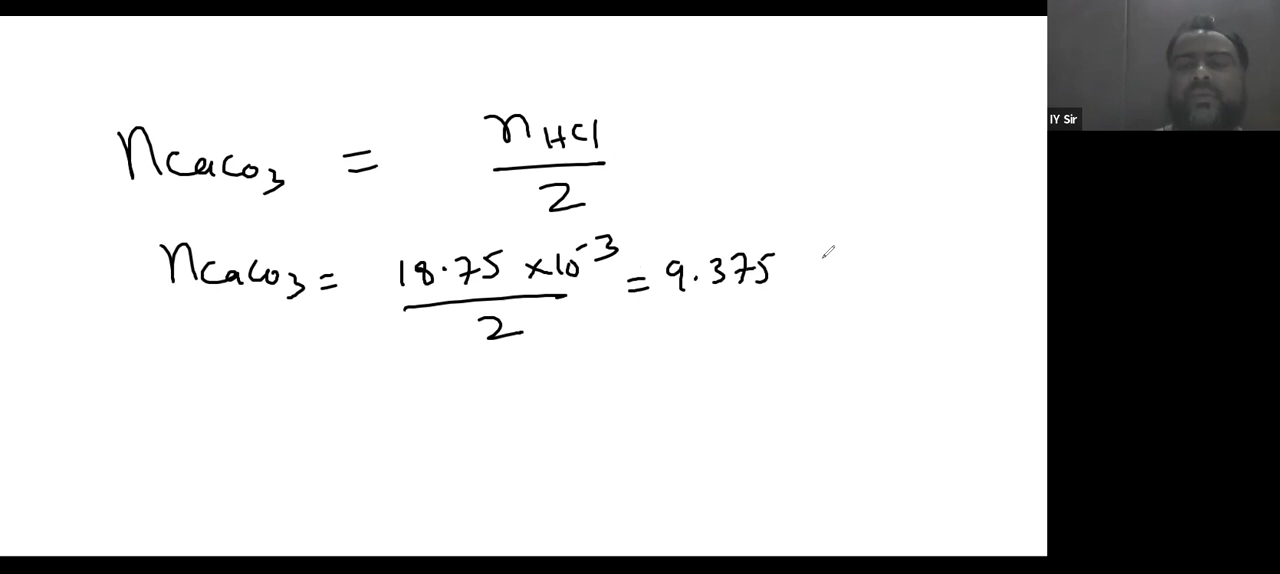 nCaCO3 = nHCl / 2
nCaCO3 = 18.75 × 10^-3 / 2 = 9.375
IY Sir